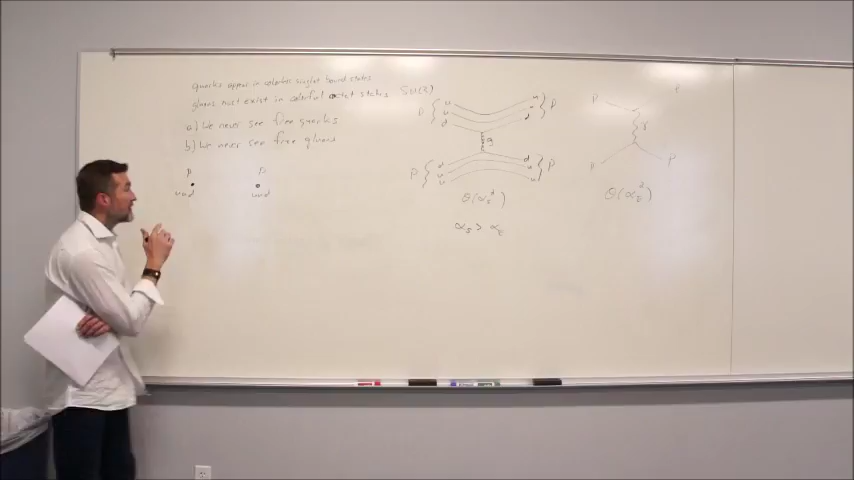 quarks appear in colorless singlet bound states
gluons must exist in colorful octet states SU(3)
a) We never see free quarks
b) We never see free gluons
P P
uud uud
P { u u d u u d } P
g
P { d u u d u u } P
O(αs²)
αs > αE
P P
γ
P P
O(αE²)